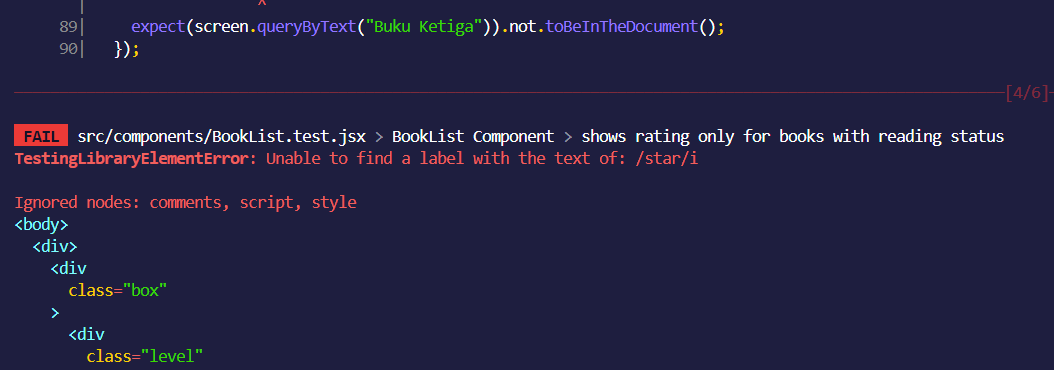 ^
89| expect(screen.queryByText("Buku Ketiga")).not.toBeInTheDocument();
90| });
[4/6]
FAIL src/components/BookList.test.jsx > BookList Component > shows rating only for books with reading status
TestingLibraryElementError: Unable to find a label with the text of: /star/i
Ignored nodes: comments, script, style
<body>
<div>
<div
class="box"
>
<div
class="level"